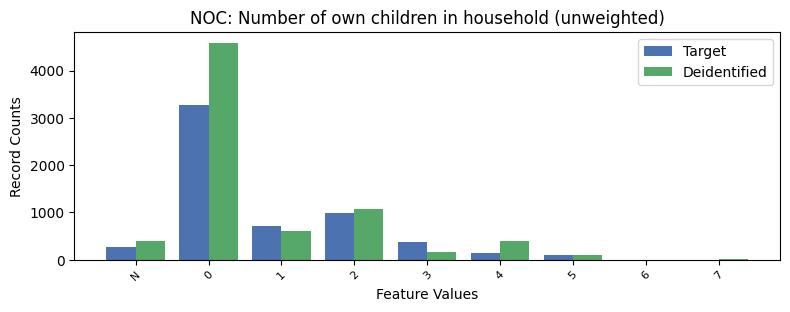 NOC: Number of own children in household (unweighted)
Target
Deidentified
Record Counts
4000
3000
2000
1000
0
N 0 1 2 3 4 5 6 7
Feature Values